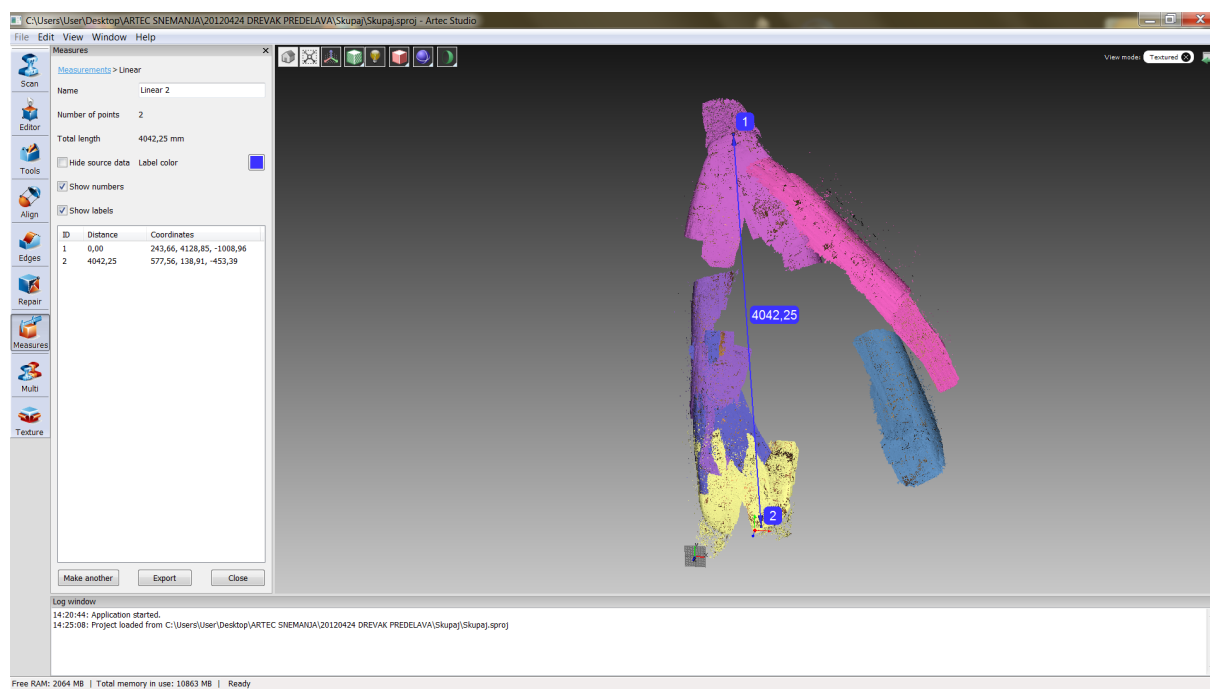 C:\Users\User\Desktop\ARTEC SNEMANJA\20120424 DREVAK PREDELAVA\Skupaj\Skupaj.sproj - Artec Studio
File Edit View Window Help
Measures
Measurements > Linear
Name Linear 2
Number of points 2
Total length 4042,25 mm
Hide source data Label color
Show numbers
Show labels
ID Distance Coordinates
1 0,00 243,66, 4128,85, -1008,96
2 4042,25 577,56, 138,91, -453,39
Make another Export Close
Scan
Editor
Tools
Align
Edges
Repair
Measures
Multi
Texture
View mode: Textured
1
4042,25
2
Log window
14:20:44: Application started.
14:25:08: Project loaded from C:\Users\User\Desktop\ARTEC SNEMANJA\20120424 DREVAK PREDELAVA\Skupaj\Skupaj.sproj
Free RAM: 2064 MB | Total memory in use: 10863 MB | Ready